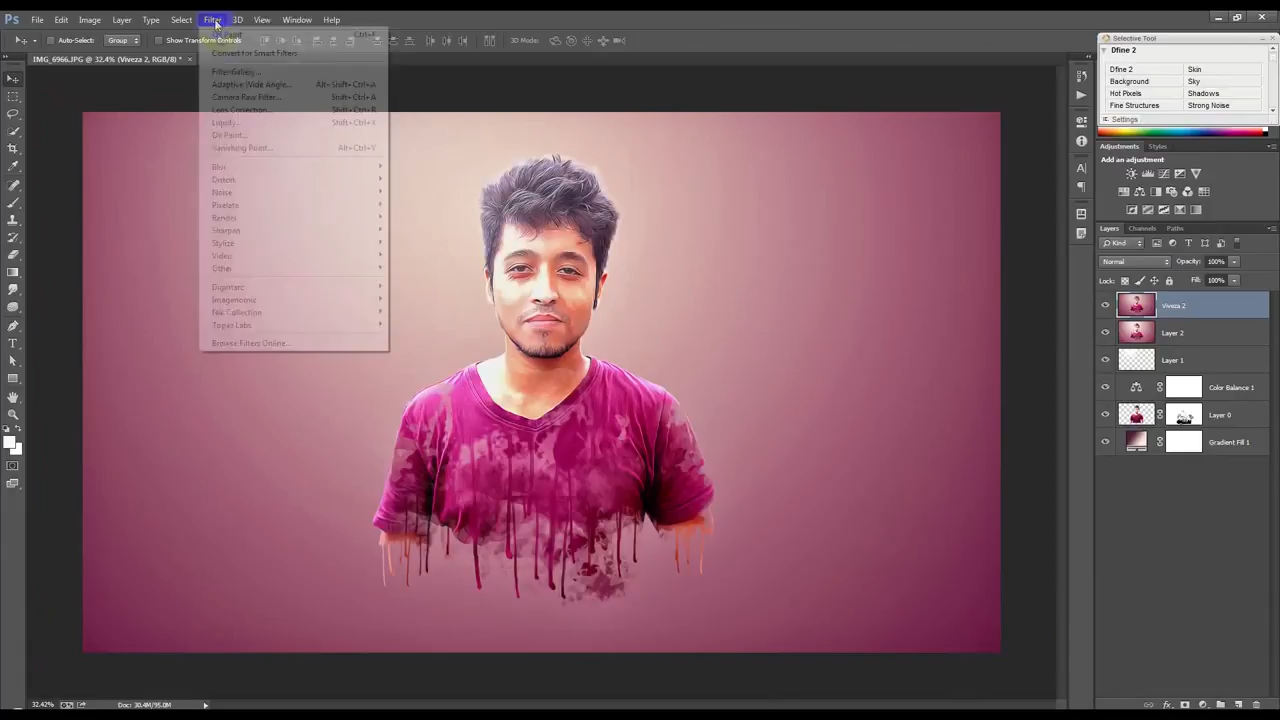 Ps File Edit Image Layer Type Select Filter 3D View Window Help
Auto-Select: Group Show Transform Controls 3D Mode:
IMG_6966.JPG @ 32.4% (Viveza 2, RGB/8) *
Oil Paint Ctrl+F
Convert for Smart Filters
Filter Gallery...
Adaptive Wide Angle... Alt+Shift+Ctrl+A
Camera Raw Filter... Shift+Ctrl+A
Lens Correction... Shift+Ctrl+R
Liquify... Shift+Ctrl+X
Oil Paint...
Vanishing Point... Alt+Ctrl+V
Blur
Distort
Noise
Pixelate
Render
Sharpen
Stylize
Video
Other
Digimarc
Imagenomic
Nik Collection
Topaz Labs
Browse Filters Online...
Selective Tool
Dfine 2
Dfine 2 Skin
Background Sky
Hot Pixels Shadows
Fine Structures Strong Noise
Settings
Adjustments Styles
Add an adjustment
Layers Channels Paths
Kind
Normal Opacity: 100%
Lock: Fill: 100%
Viveza 2
Layer 2
Layer 1
Color Balance 1
Layer 0
Gradient Fill 1
32.42% Doc: 30.4M/95.0M